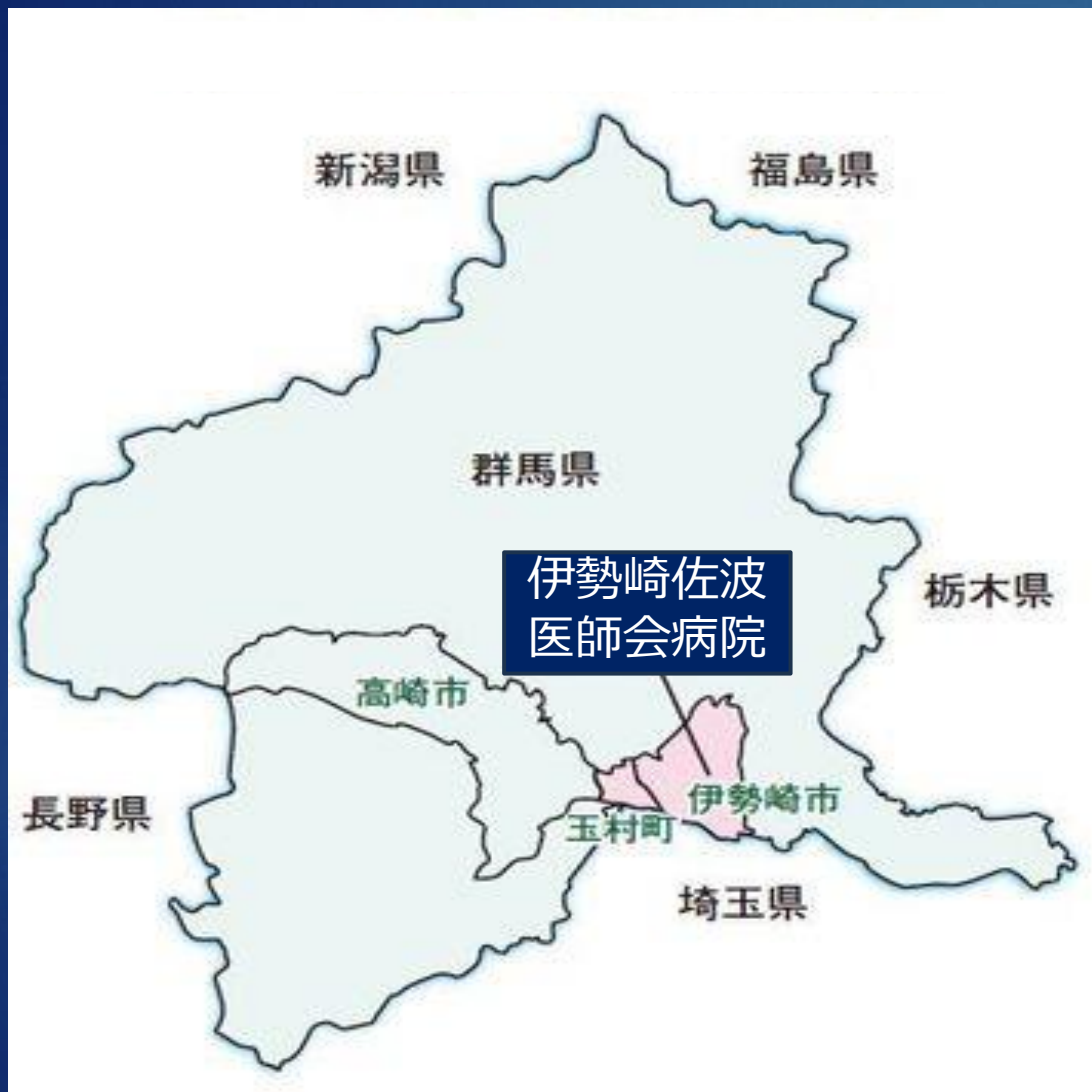 新潟県
福島県
群馬県
伊勢崎佐波
医師会病院
栃木県
高崎市
長野県
伊勢崎市
玉村町
埼玉県